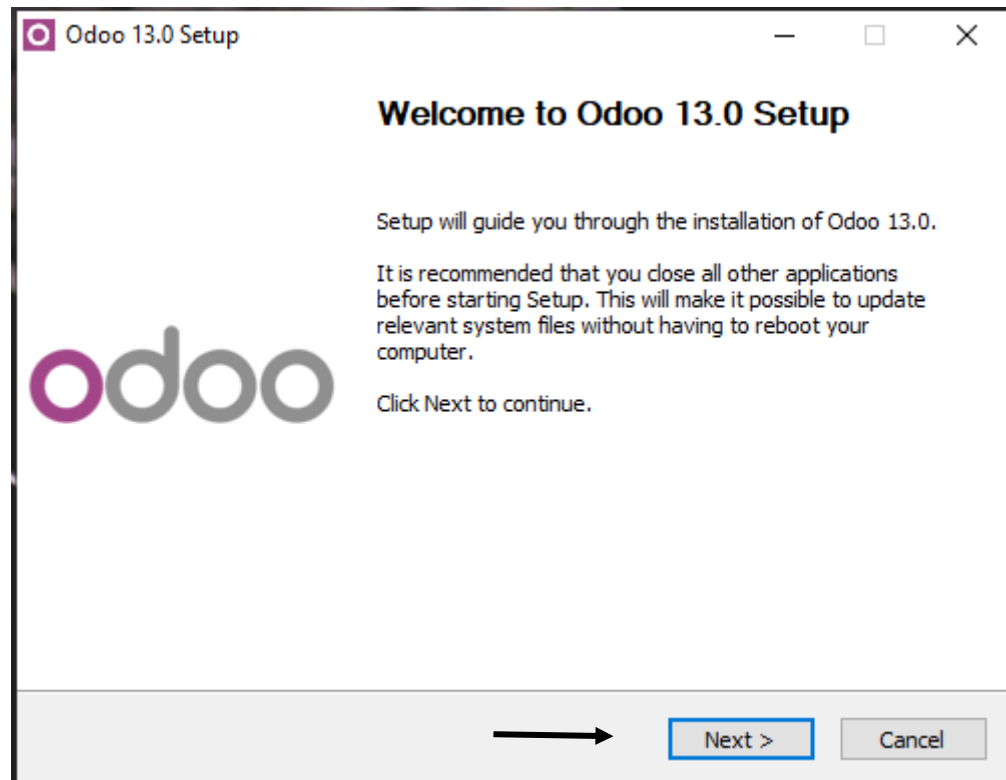 Odoo 13.0 Setup
Welcome to Odoo 13.0 Setup
Setup will guide you through the installation of Odoo 13.0.
It is recommended that you close all other applications
before starting Setup. This will make it possible to update
relevant system files without having to reboot your
computer.
odoo
Click Next to continue.
Next >
Cancel